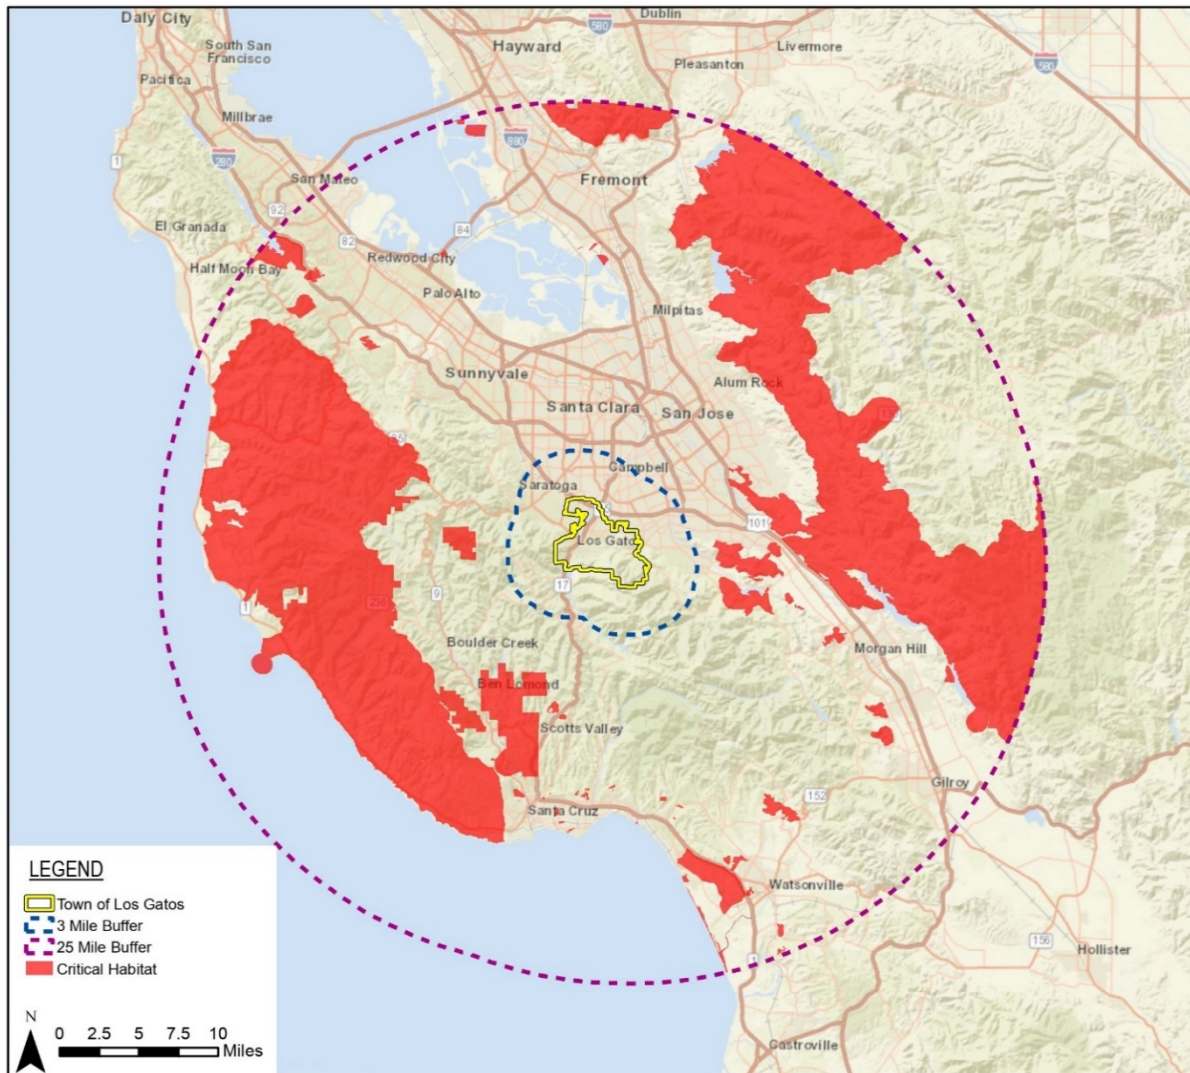 Daly City
Dublin
580
South San
Francisco
Hayward
Livermore
Pleasanton
580
Pacifica
Millbrae
880
1
280
San Mateo
Fremont
92
El Granada
84
82
Half Moon Bay
Redwood City
Palo Alto
Milpitas
Sunnyvale
Alum Rock
Santa Clara
San Jose
130
35
Campbell
Saratoga
101
Los Gato
17
9
1
236
Boulder Creek
Morgan Hill
Ben Lomond
Scotts Valley
Gilroy
152
Santa Cruz
Watsonville
156
Hollister
1
Castroville
LEGEND
Town of Los Gatos
3 Mile Buffer
25 Mile Buffer
Critical Habitat
N
0 2.5 5 7.5 10
Miles